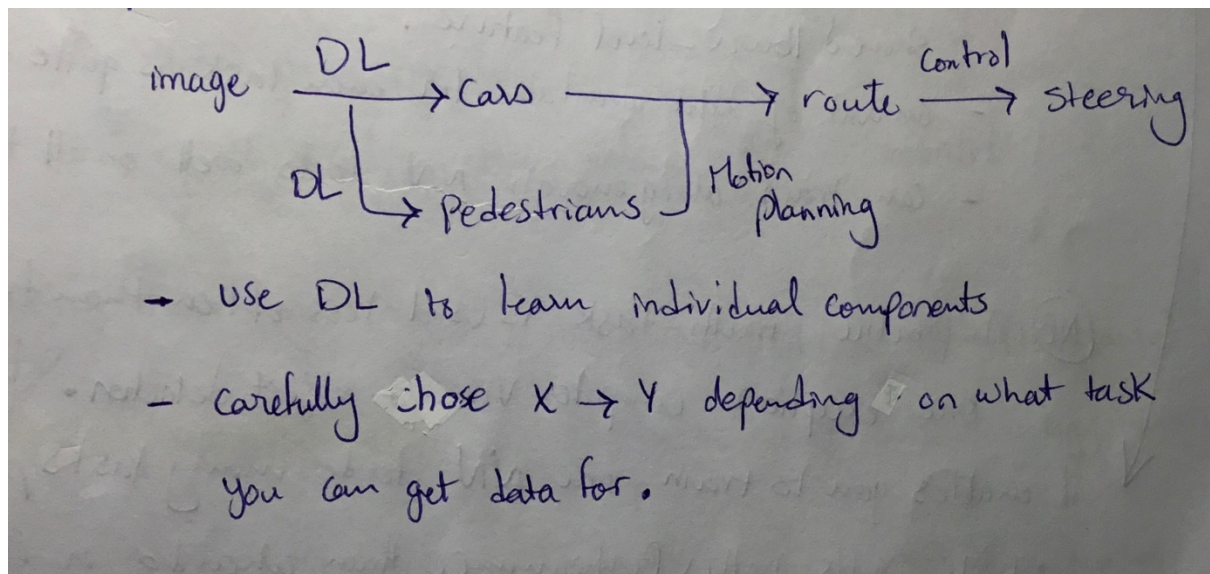 DL
Control
image → Cars → route → steering
DL
Motion
→ Pedestrians
planning
→ use DL to learn individual components
- carefully chose X → Y depending on what task
you can get data for.